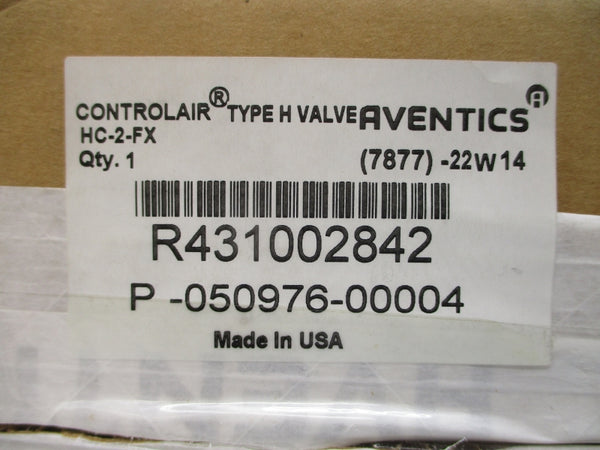 CONTROLAIR® TYPE H VALVE AVENTICS
HC-2-FX
Qty. 1 (7877) -22W14
R431002842
P -050976-00004
Made In USA